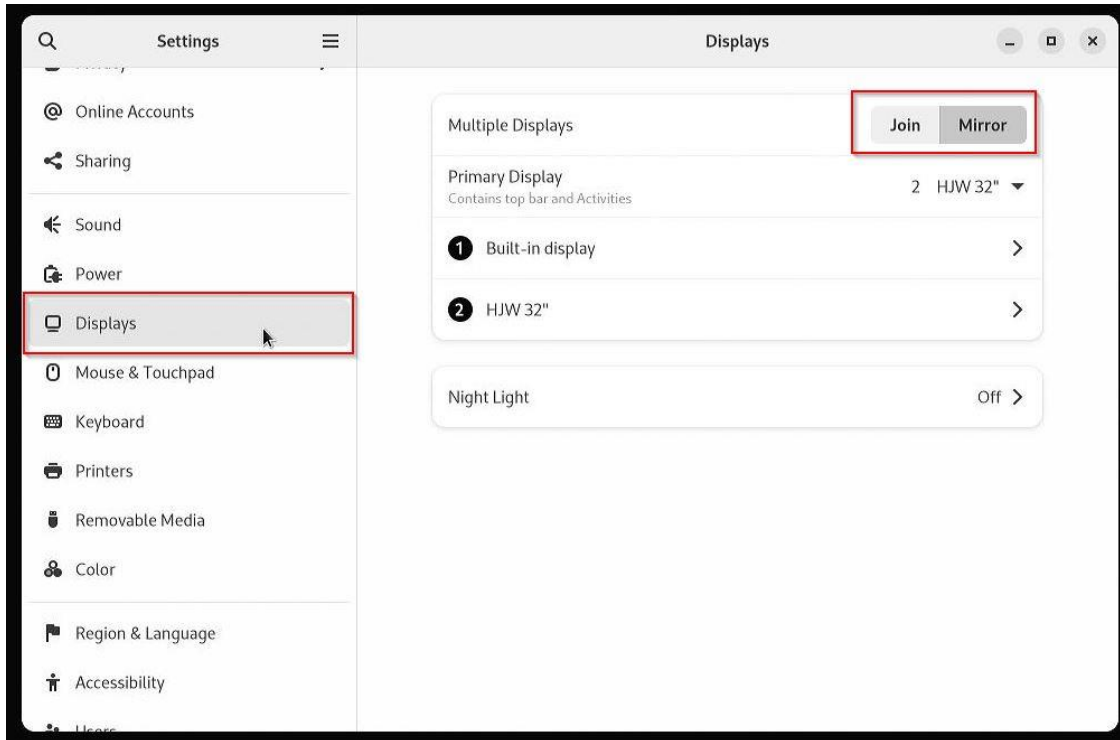 Settings
Displays
Online Accounts
Sharing
Sound
Power
Displays
Mouse & Touchpad
Keyboard
Printers
Removable Media
Color
Region & Language
Accessibility
Multiple Displays
Join Mirror
Primary Display
Contains top bar and Activities
2 HJW 32"
1 Built-in display
2 HJW 32"
Night Light
Off